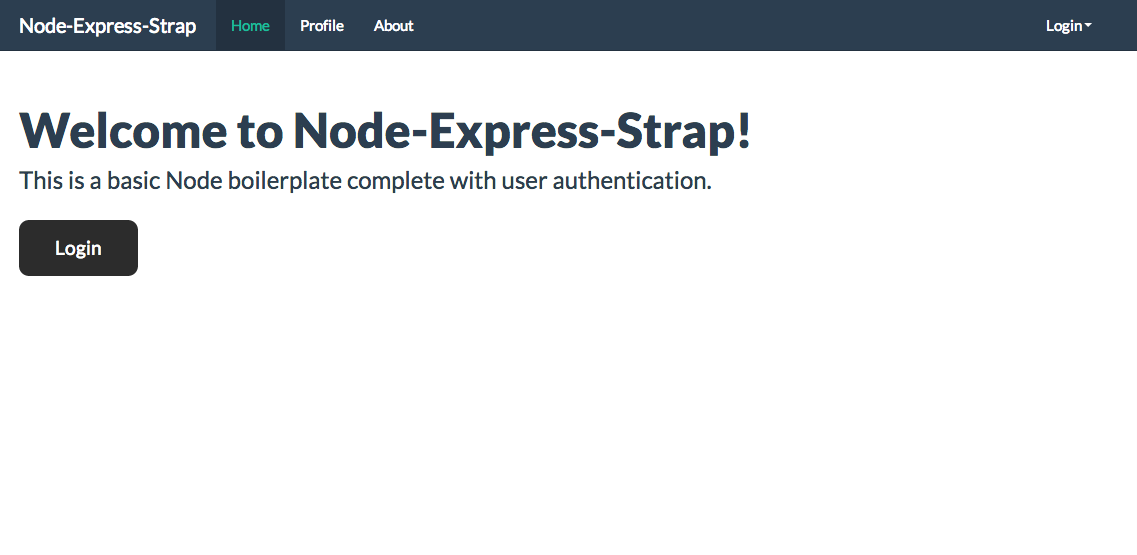 Node-Express-Strap Home Profile About Login
Welcome to Node-Express-Strap!
This is a basic Node boilerplate complete with user authentication.
Login